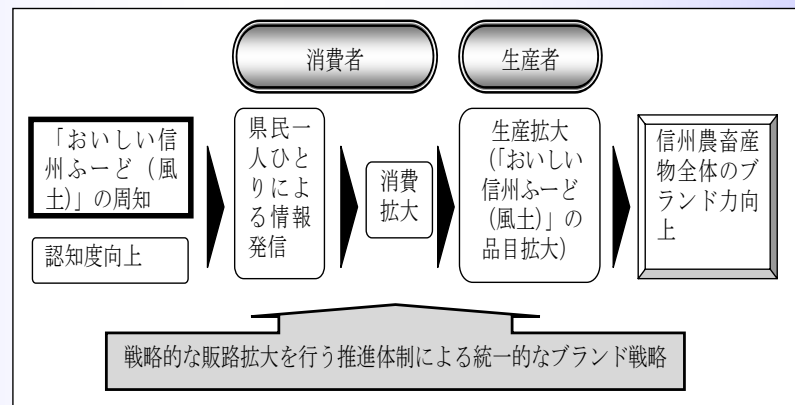 消費者
生産者
「おいしい信
州ふーど（風
土)」の周知
認知度向上
県民一
人ひと
りによ
る情報
発信
消費
拡大
生産拡大
(「おいしい
信州ふーど
(風土)」の
品目拡大)
信州農畜産
物全体のブ
ランド力向
上
戦略的な販路拡大を行う推進体制による統一的なブランド戦略